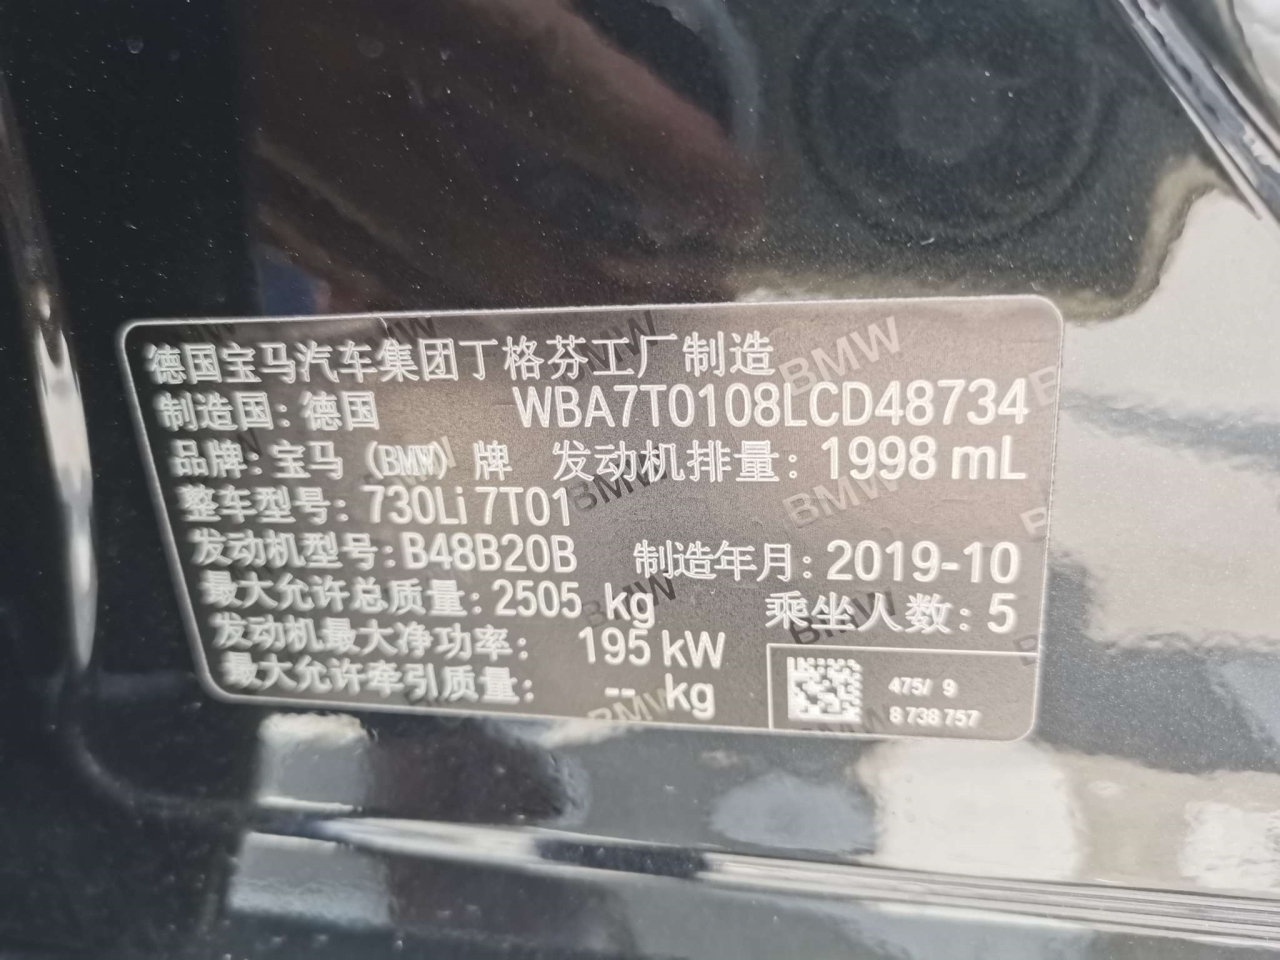 德国宝马汽车集团丁格芬工厂制造
制造国：德国 WBA7T0108LCD48734
品牌：宝马（BMW）牌 发动机排量：1998 mL
整车型号：730Li 7T01
发动机型号：B48B20B 制造年月：2019-10
最大允许总质量：2505 kg 乘坐人数：5
发动机最大净功率： 195 kW
最大允许牵引质量： -- kg
475/ 9
8 738 757